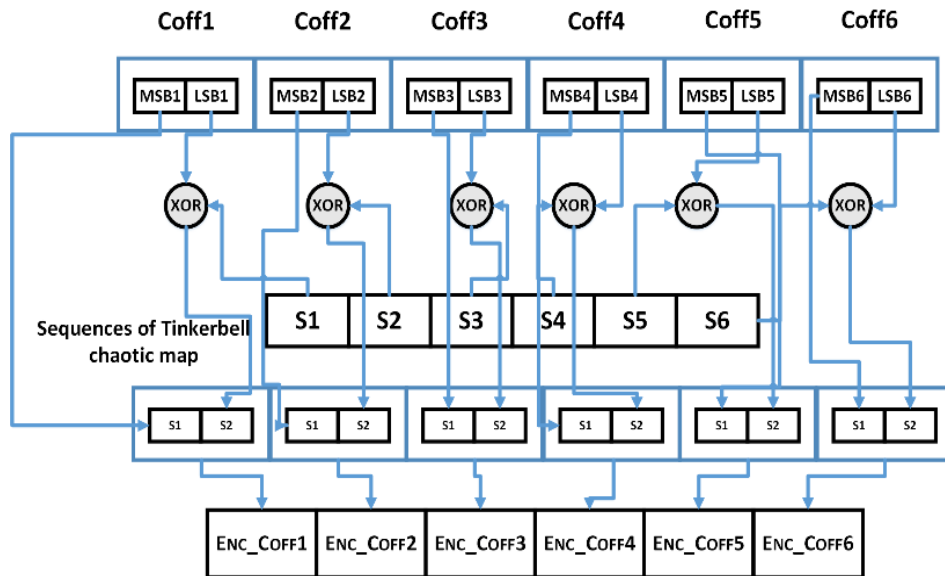 Coff1 Coff2 Coff3 Coff4 Coff5 Coff6
MSB1 LSB1 MSB2 LSB2 MSB3 LSB3 MSB4 LSB4 MSB5 LSB5 MSB6 LSB6
XOR XOR XOR XOR XOR XOR
S1 S2 S3 S4 S5 S6
Sequences of Tinkerbell
chaotic map
S1 S2 S1 S2 S1 S2 S1 S2 S1 S2 S1 S2
ENC_COFF1 ENC_COFF2 ENC_COFF3 ENC_COFF4 ENC_COFF5 ENC_COFF6